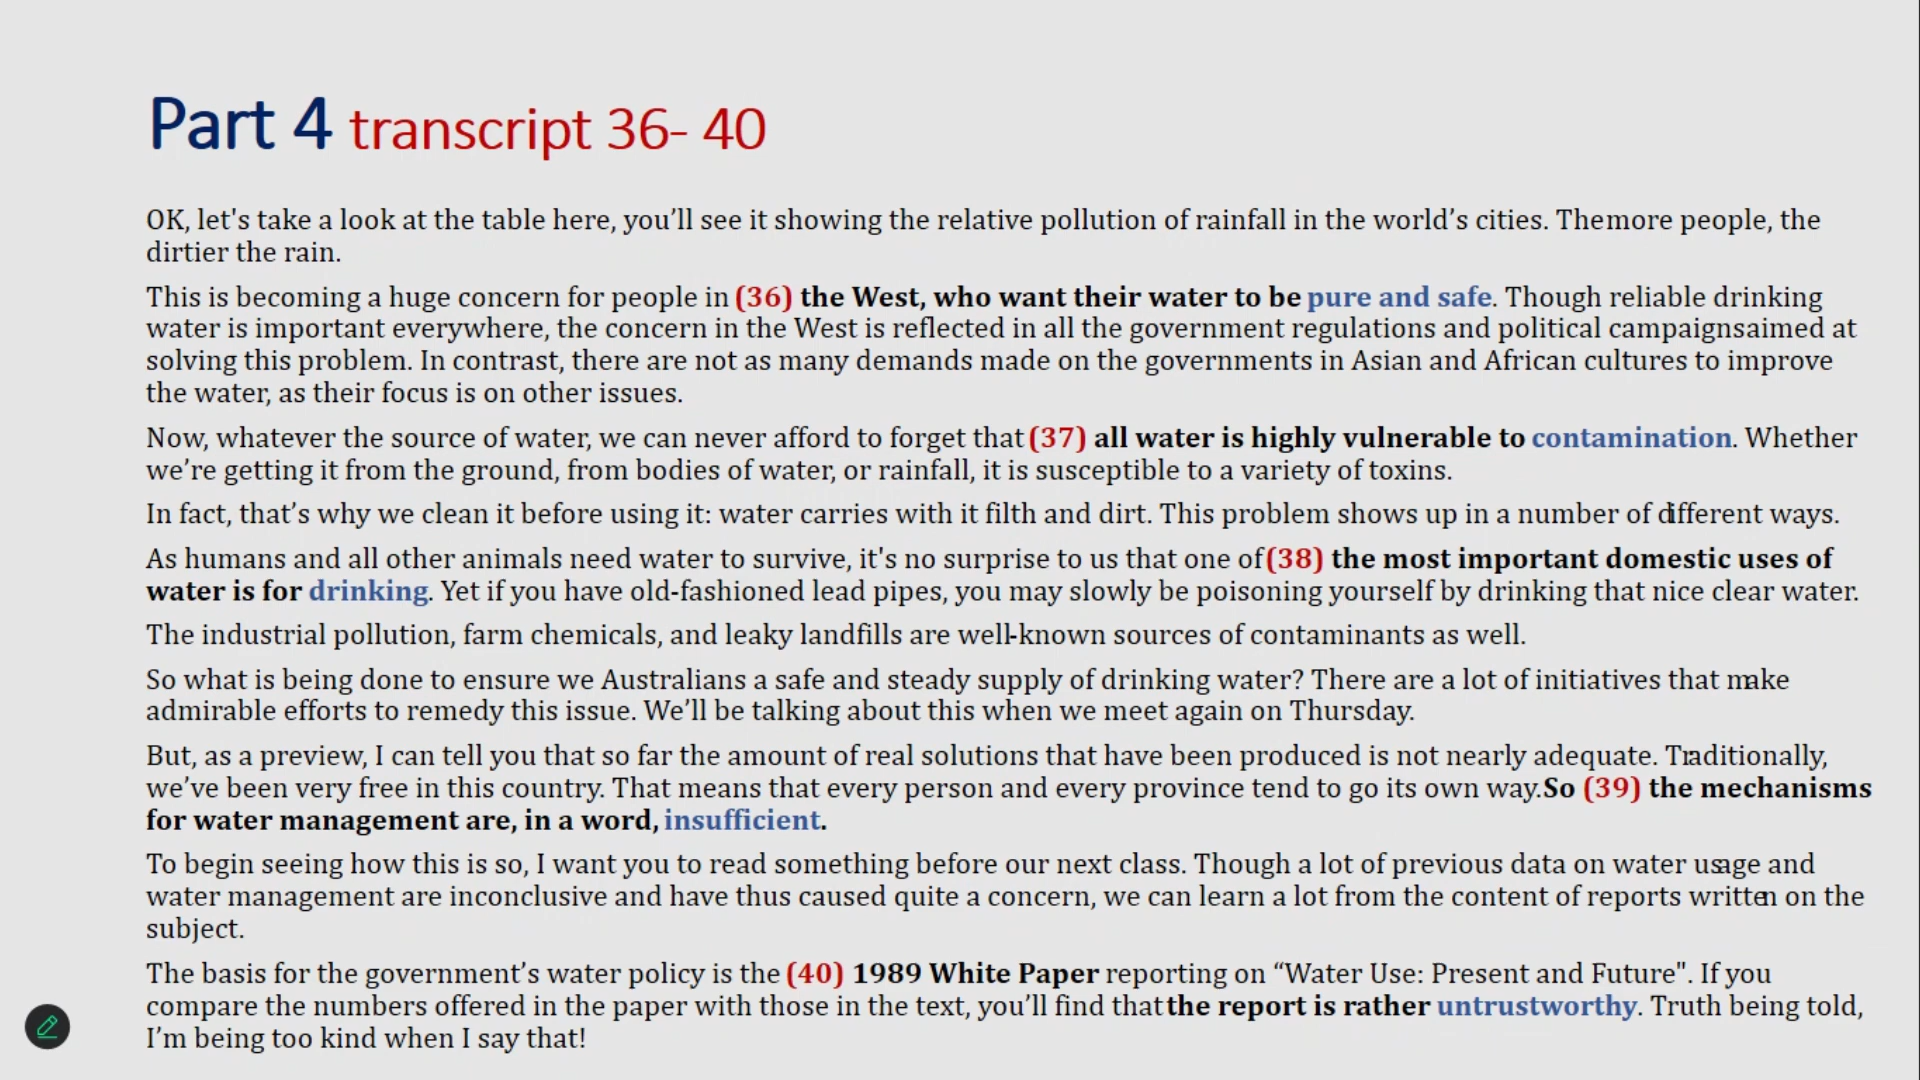 Part 4 transcript 36- 40
OK, let's take a look at the table here, you’ll see it showing the relative pollution of rainfall in the world’s cities. Themore people, the
dirtier the rain.
This is becoming a huge concern for people in (36) the West, who want their water to be pure and safe. Though reliable drinking
water is important everywhere, the concern in the West is reflected in all the government regulations and political campaignsaimed at
solving this problem. In contrast, there are not as many demands made on the governments in Asian and African cultures to improve
the water, as their focus is on other issues.
Now, whatever the source of water, we can never afford to forget that (37) all water is highly vulnerable to contamination. Whether
we’re getting it from the ground, from bodies of water, or rainfall, it is susceptible to a variety of toxins.
In fact, that’s why we clean it before using it: water carries with it filth and dirt. This problem shows up in a number of different ways.
As humans and all other animals need water to survive, it's no surprise to us that one of (38) the most important domestic uses of
water is for drinking. Yet if you have old-fashioned lead pipes, you may slowly be poisoning yourself by drinking that nice clear water.
The industrial pollution, farm chemicals, and leaky landfills are well-known sources of contaminants as well.
So what is being done to ensure we Australians a safe and steady supply of drinking water? There are a lot of initiatives that make
admirable efforts to remedy this issue. We’ll be talking about this when we meet again on Thursday.
But, as a preview, I can tell you that so far the amount of real solutions that have been produced is not nearly adequate. Traditionally,
we’ve been very free in this country. That means that every person and every province tend to go its own way.So (39) the mechanisms
for water management are, in a word, insufficient.
To begin seeing how this is so, I want you to read something before our next class. Though a lot of previous data on water usage and
water management are inconclusive and have thus caused quite a concern, we can learn a lot from the content of reports written on the
subject.
The basis for the government’s water policy is the (40) 1989 White Paper reporting on “Water Use: Present and Future". If you
compare the numbers offered in the paper with those in the text, you’ll find that the report is rather untrustworthy. Truth being told,
I’m being too kind when I say that!